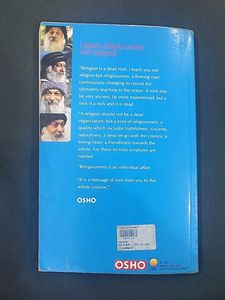 I teach religiousness
not religion
"Religion is a dead rock. I teach you not
religion but religiousness, a flowing river
continuously changing its course but
ultimately reaching to the ocean. A rock may
be very ancient, far more experienced, but a
rock is a rock and it is dead.
"A religion should not be a dead
organization, but a kind of religiousness, a
quality which includes truthfulness, sincerity,
naturalness, a deep let-go with the cosmos, a
loving heart, a friendliness towards the
whole. For these no holy scriptures are
needed.
"Religiousness is an individual affair.
It is a message of love from you to the
whole cosmos."
OSHO
OSHO